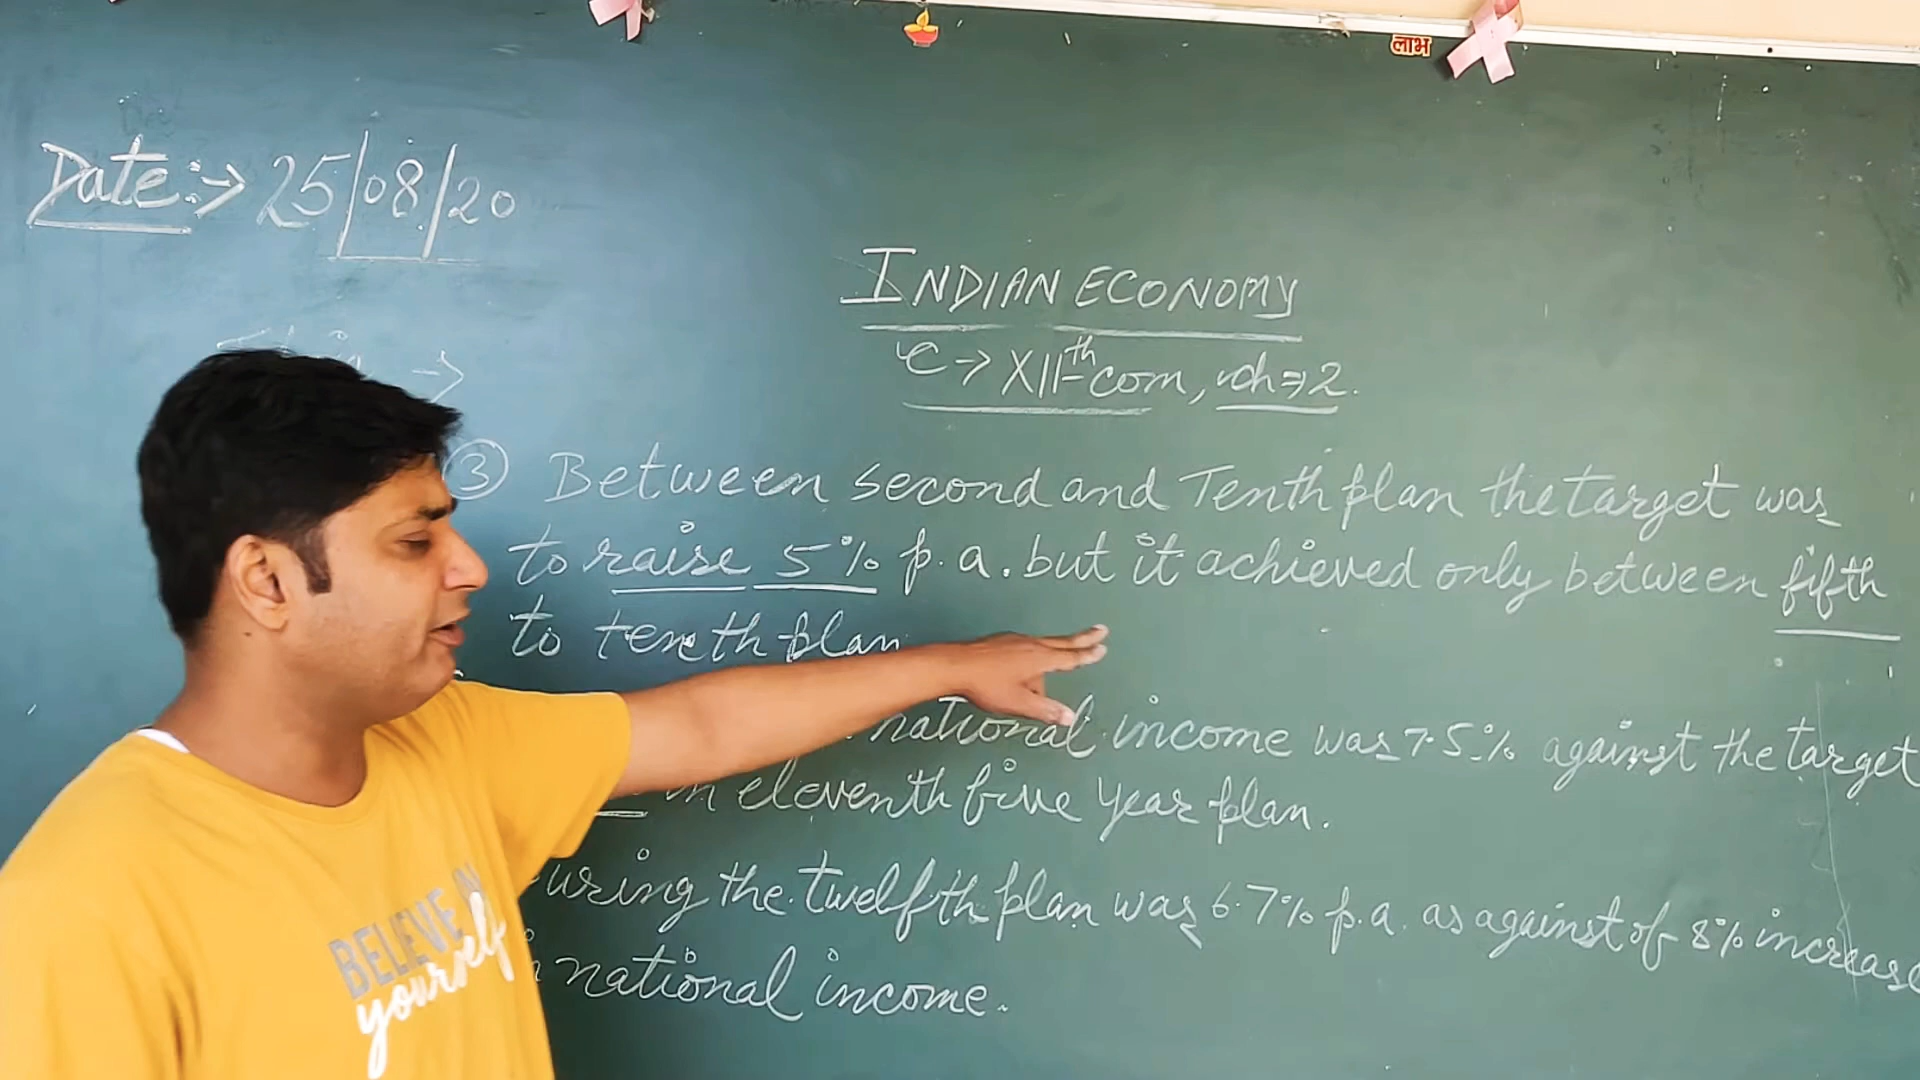 लाभ
Date:→ 25/08/20
INDIAN ECONOMY
C→ XIIth com, ch⇒2.
③ Between second and Tenth plan the target was
to raise 5% p.a. but it achieved only between fifth
to tenth plan
national income was 7.5% against the target
in eleventh five year plan.
uring the twelfth plan was 6.7% p.a. as against of 8% increase
national income.
BELIEVE IN
yourself